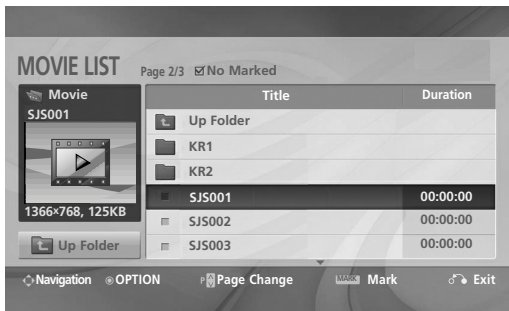 MOVIE LIST Page 2/3 No Marked
Movie
SJS001
1366×768, 125KB
Up Folder
Title Duration
Up Folder
KR1
KR2
SJS001 00:00:00
SJS002 00:00:00
SJS003 00:00:00
Navigation OPTION P Page Change MARK Mark Exit